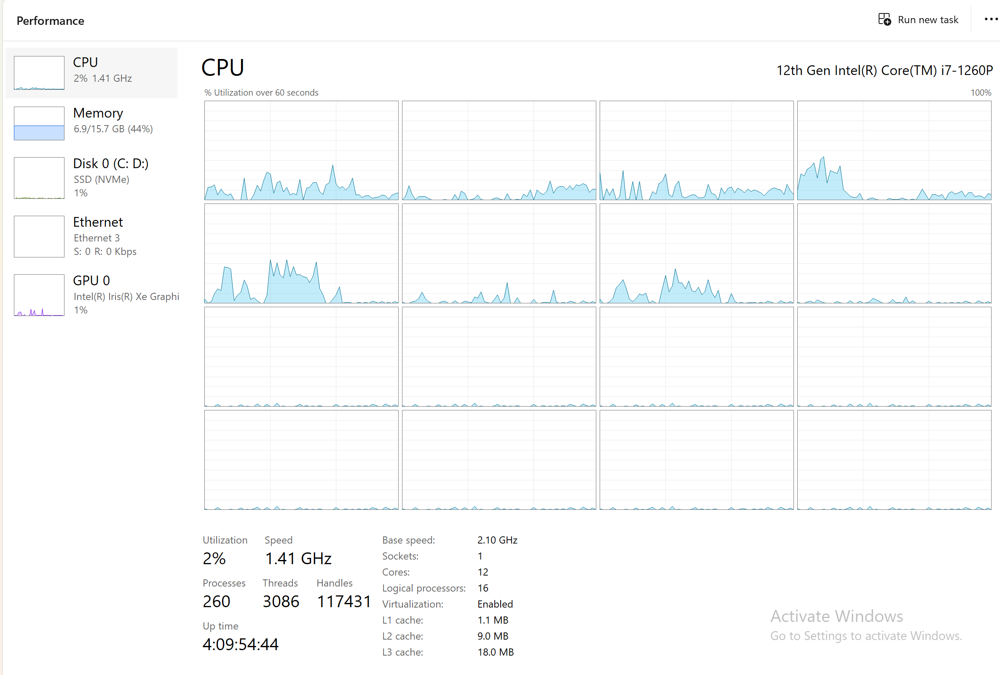 Performance
Run new task
CPU
2% 1.41 GHz
Memory
6.9/15.7 GB (44%)
Disk 0 (C: D:)
SSD (NVMe)
1%
Ethernet
Ethernet 3
S: 0 R: 0 Kbps
GPU 0
Intel(R) Iris(R) Xe Graphi
1%
CPU
12th Gen Intel(R) Core(TM) i7-1260P
% Utilization over 60 seconds
100%
Utilization
2%
Speed
1.41 GHz
Processes
260
Threads
3086
Handles
117431
Up time
4:09:54:44
Base speed: 2.10 GHz
Sockets: 1
Cores: 12
Logical processors: 16
Virtualization: Enabled
L1 cache: 1.1 MB
L2 cache: 9.0 MB
L3 cache: 18.0 MB
Activate Windows
Go to Settings to activate Windows.